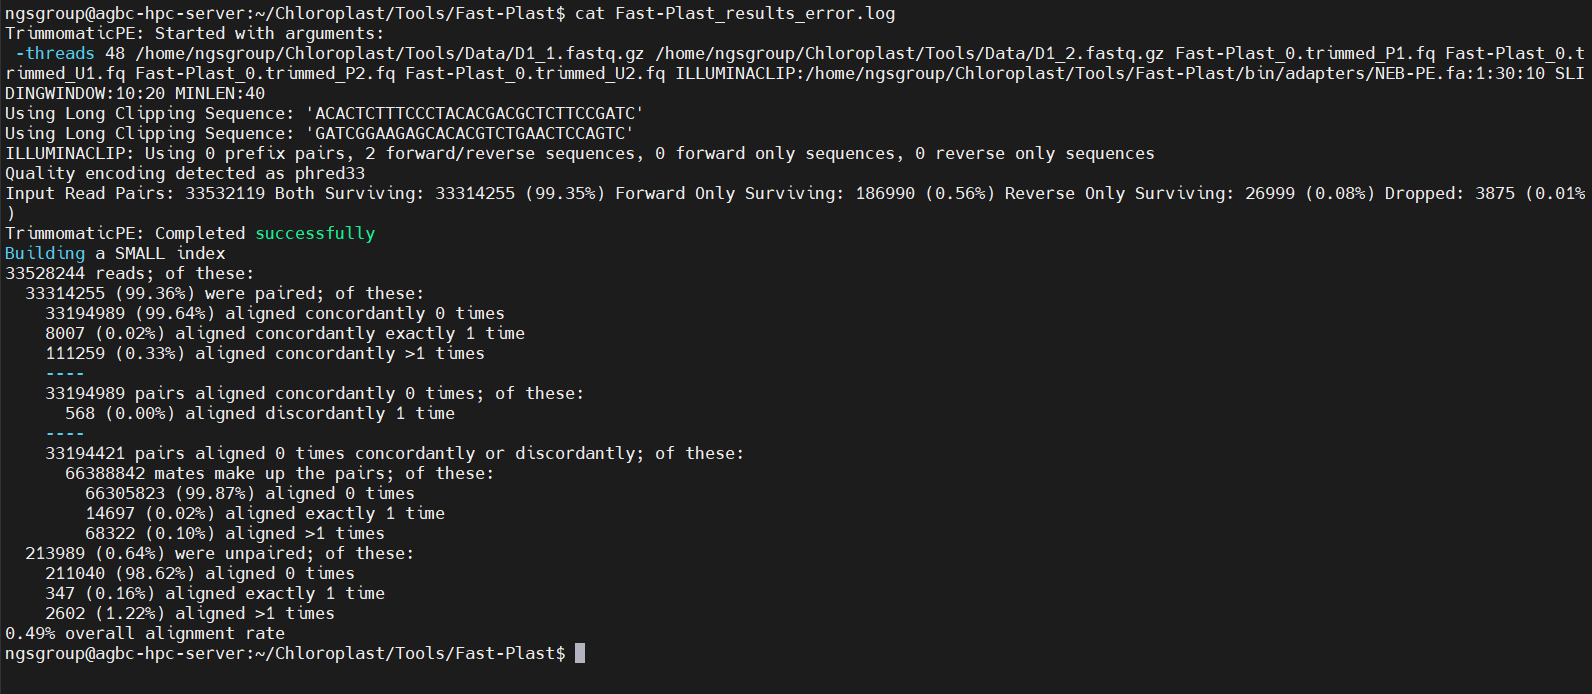 ngsgroup@agbc-hpc-server:~/Chloroplast/Tools/Fast-Plast$ cat Fast-Plast_results_error.log
TrimmomaticPE: Started with arguments:
 -threads 48 /home/ngsgroup/Chloroplast/Tools/Data/D1_1.fastq.gz /home/ngsgroup/Chloroplast/Tools/Data/D1_2.fastq.gz Fast-Plast_0.trimmed_P1.fq Fast-Plast_0.t
rimmed_U1.fq Fast-Plast_0.trimmed_P2.fq Fast-Plast_0.trimmed_U2.fq ILLUMINACLIP:/home/ngsgroup/Chloroplast/Tools/Fast-Plast/bin/adapters/NEB-PE.fa:1:30:10 SLI
DINGWINDOW:10:20 MINLEN:40
Using Long Clipping Sequence: 'ACACTCTTTCCCTACACGACGCTCTTCCGATC'
Using Long Clipping Sequence: 'GATCGGAAGAGCACACGTCTGAACTCCAGTC'
ILLUMINACLIP: Using 0 prefix pairs, 2 forward/reverse sequences, 0 forward only sequences, 0 reverse only sequences
Quality encoding detected as phred33
Input Read Pairs: 33532119 Both Surviving: 33314255 (99.35%) Forward Only Surviving: 186990 (0.56%) Reverse Only Surviving: 26999 (0.08%) Dropped: 3875 (0.01%
)
TrimmomaticPE: Completed successfully
Building a SMALL index
33528244 reads; of these:
  33314255 (99.36%) were paired; of these:
    33194989 (99.64%) aligned concordantly 0 times
    8007 (0.02%) aligned concordantly exactly 1 time
    111259 (0.33%) aligned concordantly >1 times
    ----
    33194989 pairs aligned concordantly 0 times; of these:
      568 (0.00%) aligned discordantly 1 time
    ----
    33194421 pairs aligned 0 times concordantly or discordantly; of these:
      66388842 mates make up the pairs; of these:
        66305823 (99.87%) aligned 0 times
        14697 (0.02%) aligned exactly 1 time
        68322 (0.10%) aligned >1 times
  213989 (0.64%) were unpaired; of these:
    211040 (98.62%) aligned 0 times
    347 (0.16%) aligned exactly 1 time
    2602 (1.22%) aligned >1 times
0.49% overall alignment rate
ngsgroup@agbc-hpc-server:~/Chloroplast/Tools/Fast-Plast$